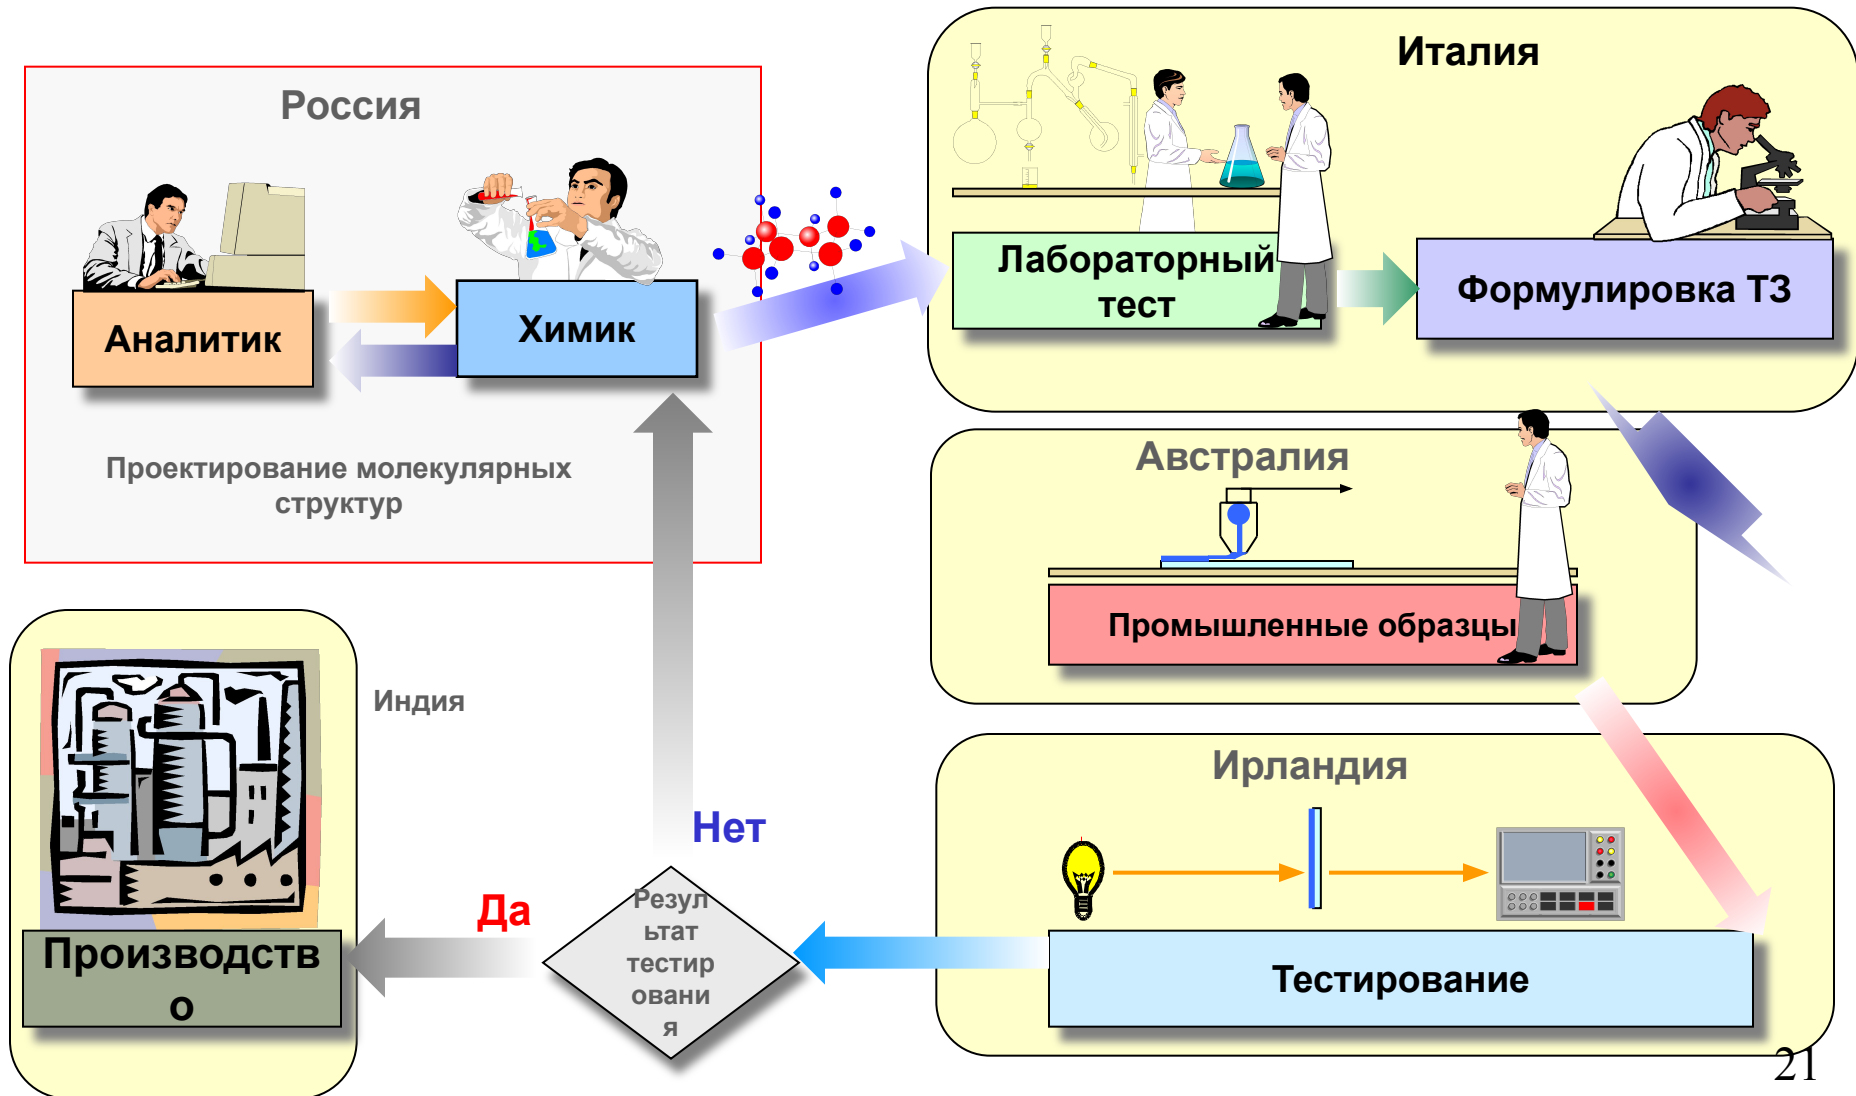 Россия
Аналитик
Химик
Проектирование молекулярных
структур
Италия
Лабораторный
тест
Формулировка ТЗ
Австралия
Промышленные образцы
Ирландия
Тестирование
Резул
ьтат
тестир
овани
я
Нет
Да
Индия
Производств
о
21